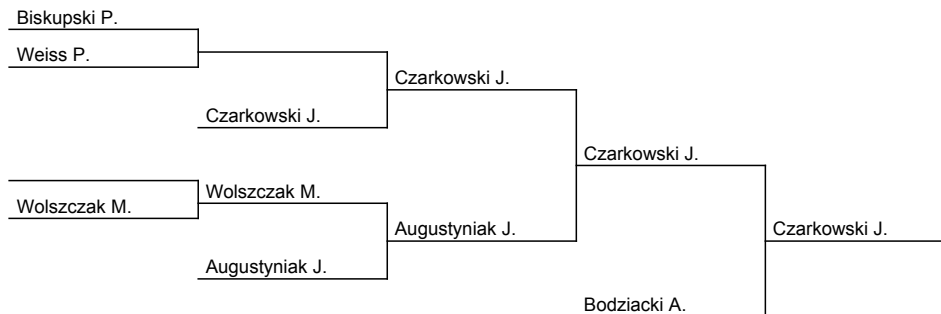 Biskupski P.
Weiss P.
Czarkowski J.
Czarkowski J.
Czarkowski J.
Wolszczak M.
Wolszczak M.
Augustyniak J.
Czarkowski J.
Augustyniak J.
Bodziacki A.